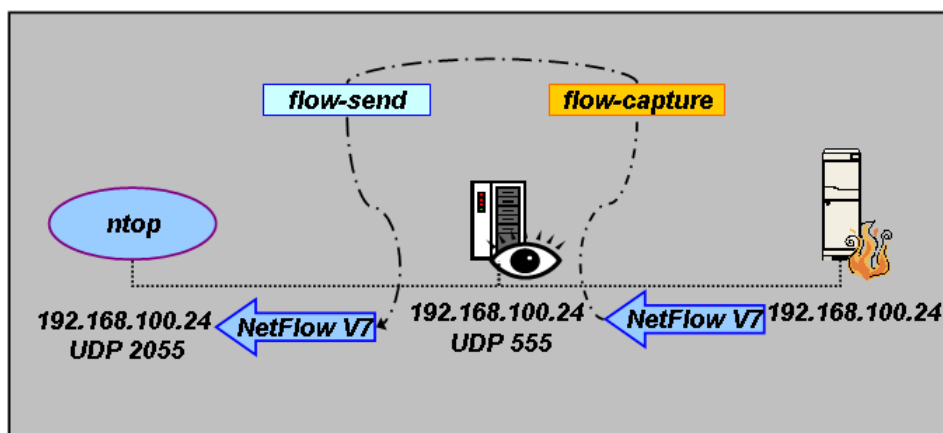 flow-send
flow-capture
ntop
192.168.100.24
UDP 2055
NetFlow V7
192.168.100.24
UDP 555
NetFlow V7
192.168.100.24